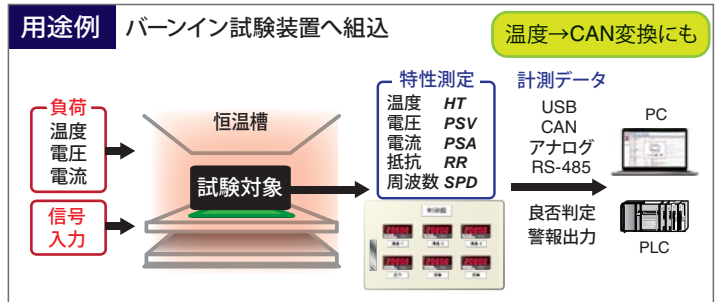 用途例
バーンイン試験装置へ組込
温度→CAN変換にも
負荷
温度
電圧
電流
信号
入力
恒温槽
試験対象
特性測定
温度 HT
電圧 PSV
電流 PSA
抵抗 RR
周波数 SPD
計測データ
USB
CAN
アナログ
RS-485
良否判定
警報出力
PC
PLC